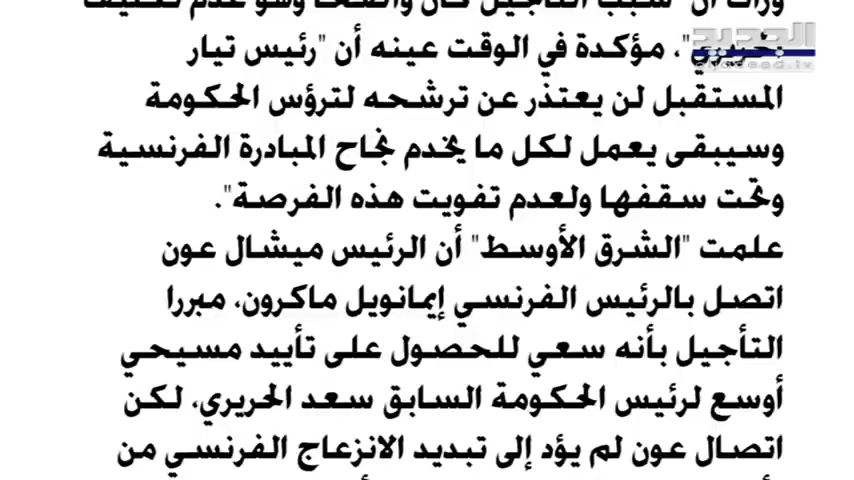 الجديد
aljadeed.tv
الحريري"، مؤكدة في الوقت عينه أن "رئيس تيار
المستقبل لن يعتذر عن ترشحه لترؤس الحكومة
وسيبقى يعمل لكل ما يخدم نجاح المبادرة الفرنسية
وتحت سقفها ولعدم تفويت هذه الفرصة".
علمت "الشرق الأوسط" أن الرئيس ميشال عون
اتصل بالرئيس الفرنسي إيمانويل ماكرون، مبررا
التأجيل بأنه سعي للحصول على تأييد مسيحي
أوسع لرئيس الحكومة السابق سعد الحريري، لكن
اتصال عون لم يؤد إلى تبديد الانزعاج الفرنسي من